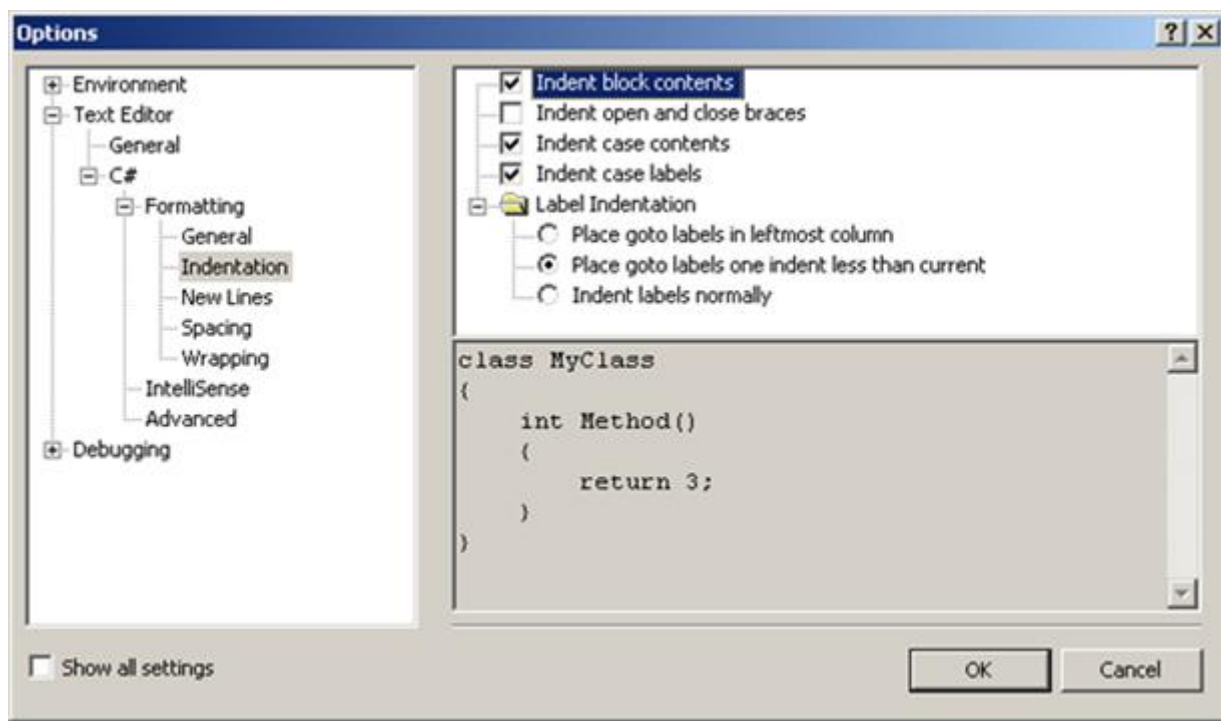 Options
Environment
Text Editor
General
C#
Formatting
General
Indentation
New Lines
Spacing
Wrapping
IntelliSense
Advanced
Debugging
Indent block contents
Indent open and close braces
Indent case contents
Indent case labels
Label Indentation
Place goto labels in leftmost column
Place goto labels one indent less than current
Indent labels normally
class MyClass
{
    int Method()
    {
        return 3;
    }
}
Show all settings
OK
Cancel